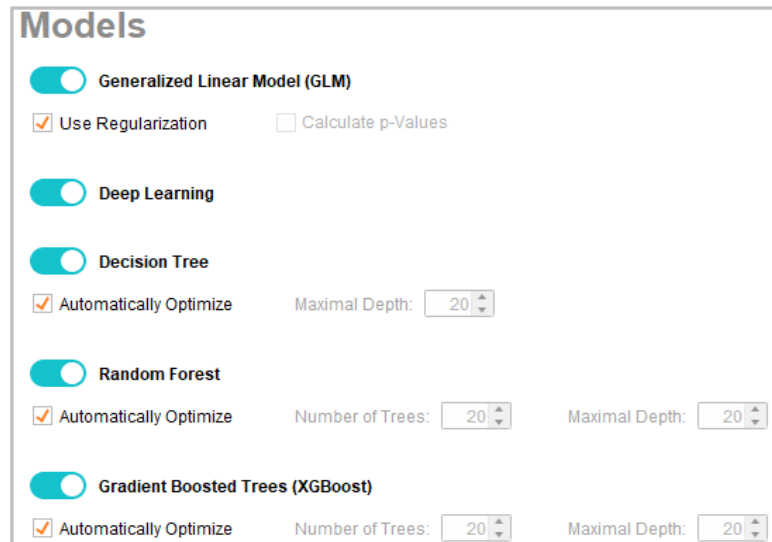 Models
Generalized Linear Model (GLM)
Use Regularization Calculate p-Values
Deep Learning
Decision Tree
Automatically Optimize Maximal Depth: 20
Random Forest
Automatically Optimize Number of Trees: 20 Maximal Depth: 20
Gradient Boosted Trees (XGBoost)
Automatically Optimize Number of Trees: 20 Maximal Depth: 20